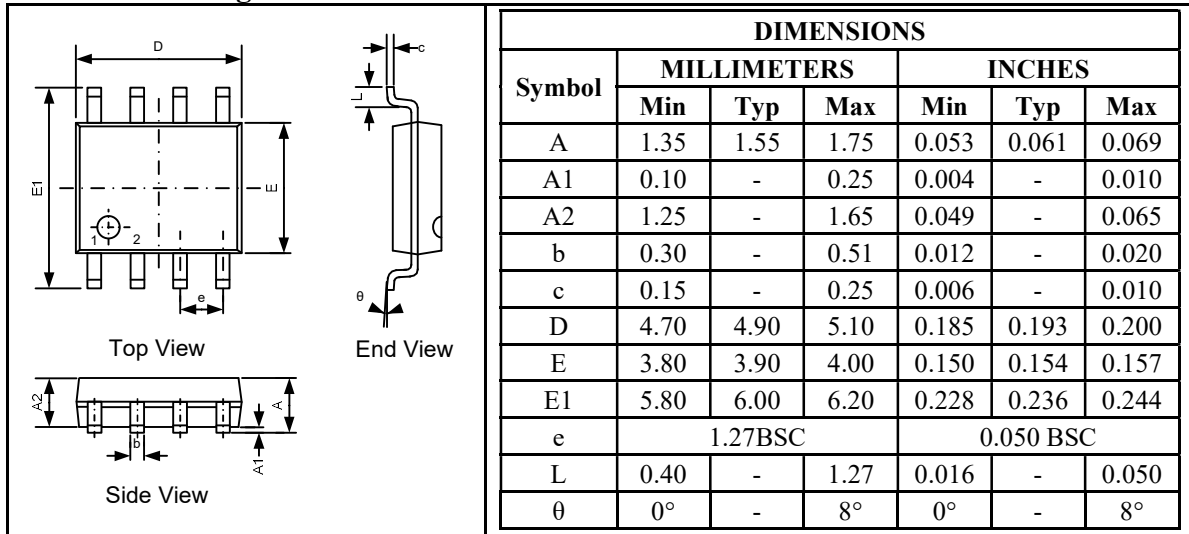 D
E1
E
1 2
e
Top View
c
L
θ
End View
A2
A
b
A1
Side View
DIMENSIONS
Symbol MILLIMETERS INCHES
Min Typ Max Min Typ Max
A 1.35 1.55 1.75 0.053 0.061 0.069
A1 0.10 - 0.25 0.004 - 0.010
A2 1.25 - 1.65 0.049 - 0.065
b 0.30 - 0.51 0.012 - 0.020
c 0.15 - 0.25 0.006 - 0.010
D 4.70 4.90 5.10 0.185 0.193 0.200
E 3.80 3.90 4.00 0.150 0.154 0.157
E1 5.80 6.00 6.20 0.228 0.236 0.244
e 1.27BSC 0.050 BSC
L 0.40 - 1.27 0.016 - 0.050
θ 0° - 8° 0° - 8°